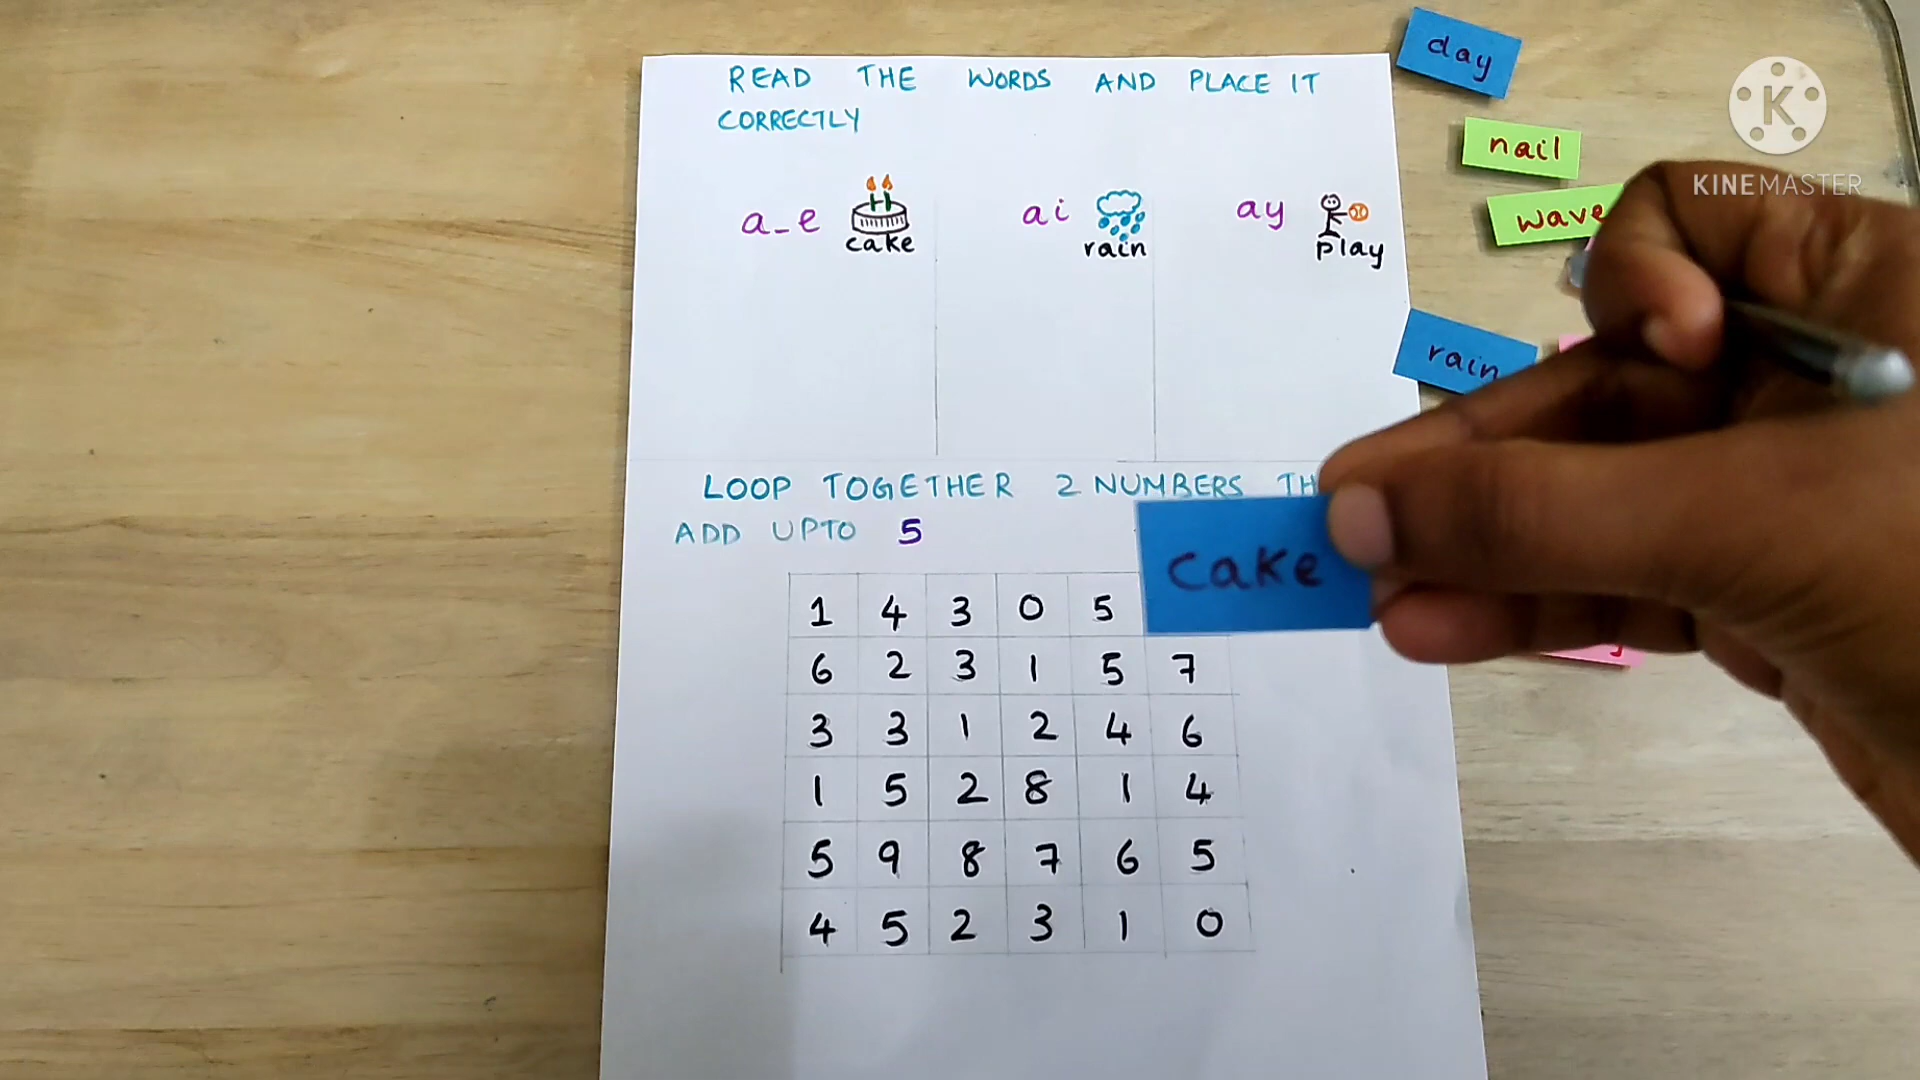 READ THE WORDS AND PLACE IT
CORRECTLY
a_e cake
ai rain
ay play
day
nail
wave
rain
cake
KINEMASTER
LOOP TOGETHER 2 NUMBERS
ADD UPTO 5
1 4 3 0 5
6 2 3 1 5 7
3 3 1 2 4 6
1 5 2 8 1 4
5 9 8 7 6 5
4 5 2 3 1 0